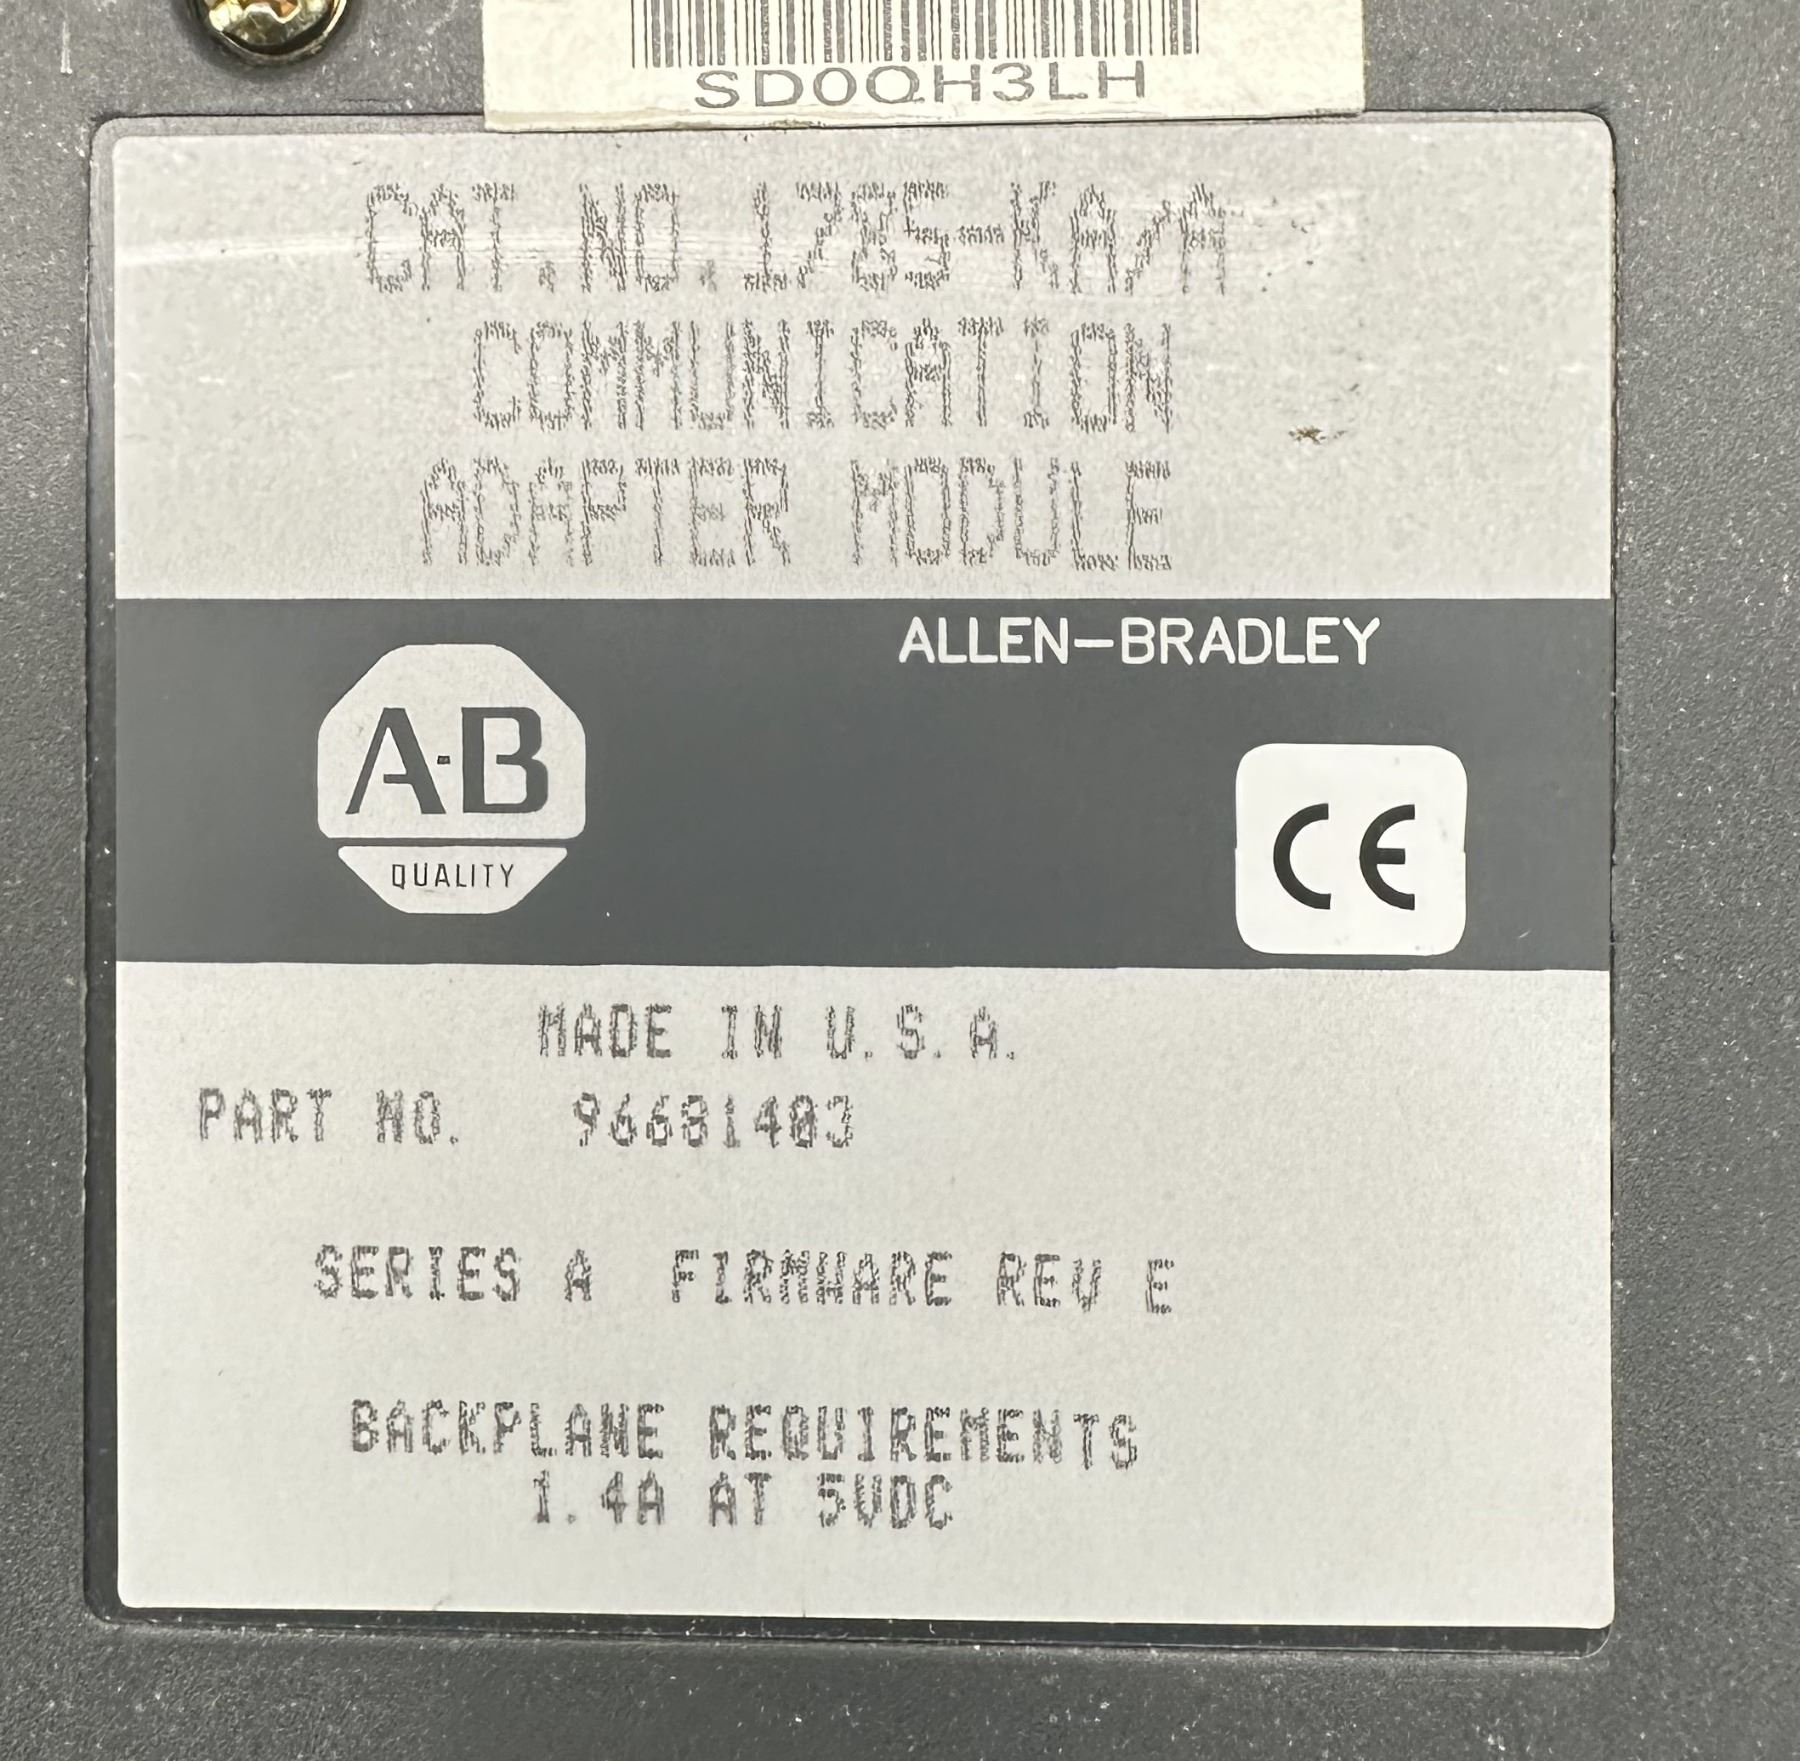 SD0QH3LH
CAT.NO.1785-KA/A
COMMUNICATION
ADAPTER MODULE
ALLEN-BRADLEY
A-B
QUALITY
CE
MADE IN U.S.A.
PART NO. 96681403
SERIES A FIRMWARE REV E
BACKPLANE REQUIREMENTS
1.4A AT 5VDC